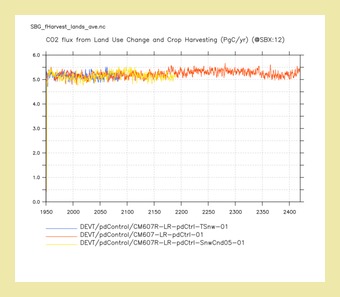 SBG_fHarvest_lands_ave.nc
CO2 flux from Land Use Change and Crop Harvesting (PgC/yr) (@SBX:12)
6.0
5.0
4.0
3.0
2.0
1.0
0.0
1950 2000 2050 2100 2150 2200 2250 2300 2350 2400
DEVT/pdControl/CM607R-LR-pdCtrl-TSnw-01
DEVT/pdControl/CM607-LR-pdCtrl-01
DEVT/pdControl/CM607R-LR-pdCtrl-SnwCnd05-01